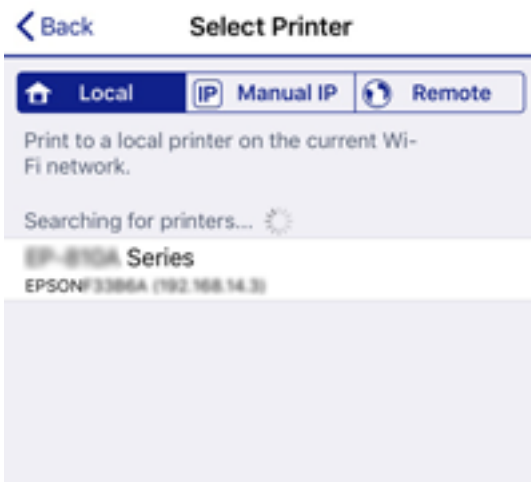 Back
Select Printer
Local
IP Manual IP
Remote
Print to a local printer on the current Wi-
Fi network.
Searching for printers...
Series
EPSON